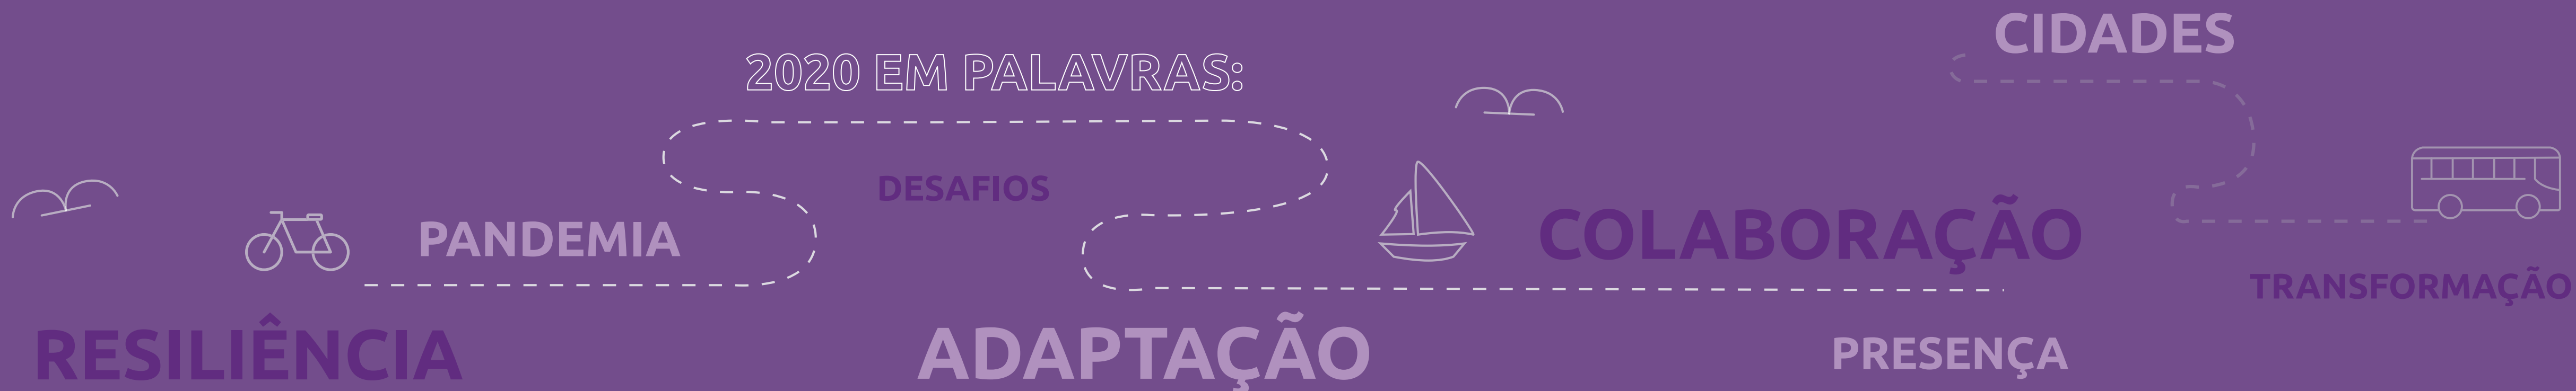 2020 EM PALAVRAS:
CIDADES
DESAFIOS
PANDEMIA
COLABORAÇÃO
TRANSFORMAÇÃO
RESILIÊNCIA
ADAPTAÇÃO
PRESENÇA